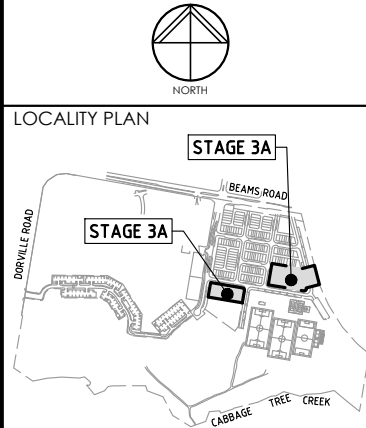 NORTH
LOCALITY PLAN
STAGE 3A
BEAMS ROAD
STAGE 3A
DORVILLE ROAD
CABBAGE TREE CREEK